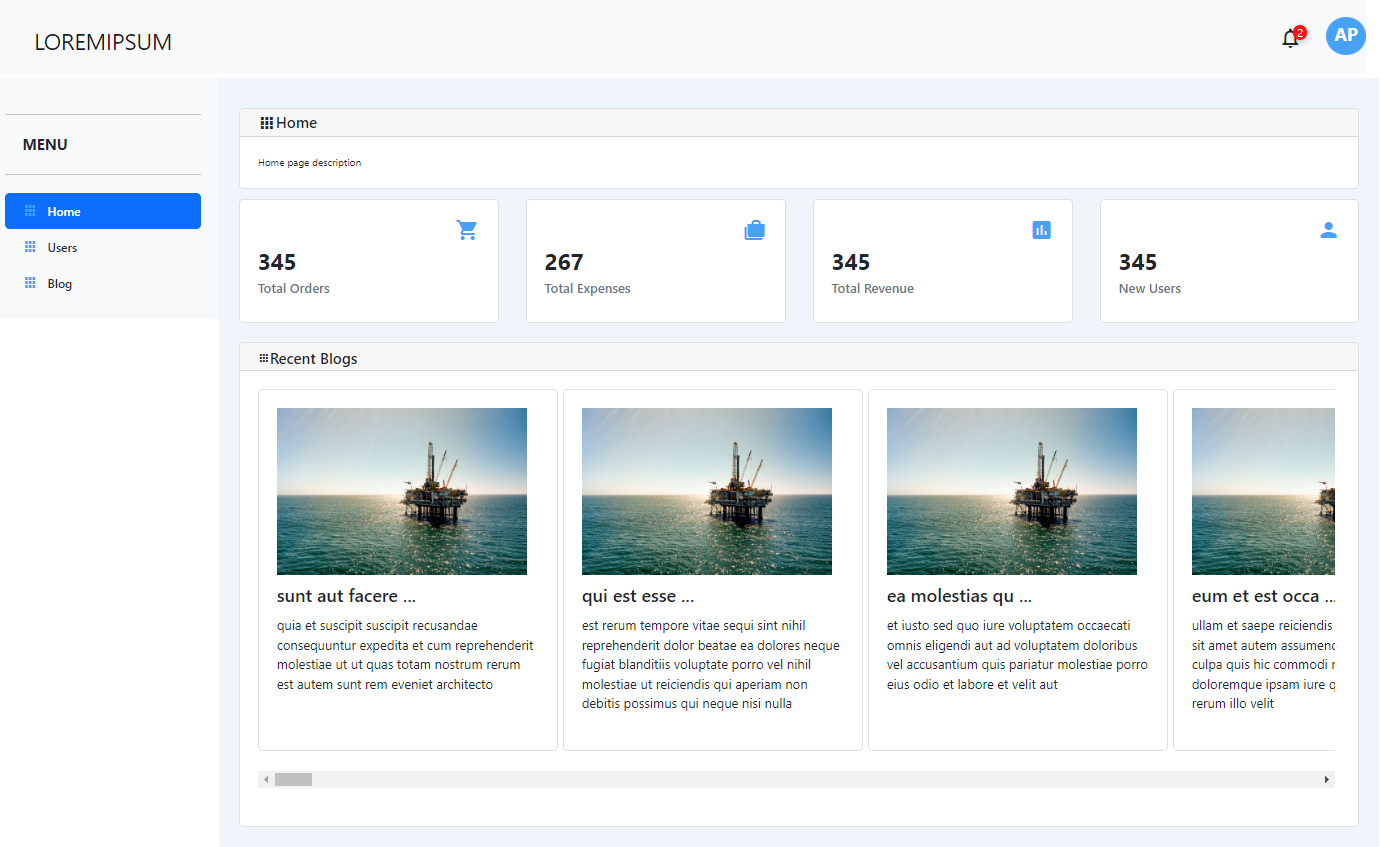 LOREMIPSUM
2
AP
MENU
Home
Users
Blog
Home
Home page description
345
Total Orders
267
Total Expenses
345
Total Revenue
345
New Users
Recent Blogs
sunt aut facere ...
quia et suscipit suscipit recusandae
consequuntur expedita et cum reprehenderit
molestiae ut ut quas totam nostrum rerum
est autem sunt rem eveniet architecto
qui est esse ...
est rerum tempore vitae sequi sint nihil
reprehenderit dolor beatae ea dolores neque
fugiat blanditiis voluptate porro vel nihil
molestiae ut reiciendis qui aperiam non
debitis possimus qui neque nisi nulla
ea molestias qu ...
et iusto sed quo iure voluptatem occaecati
omnis eligendi aut ad voluptatem doloribus
vel accusantium quis pariatur molestiae porro
eius odio et labore et velit aut
eum et est occa ...
ullam et saepe reiciendis
sit amet autem
culpa quis hic commodi
doloremque ipsam iure
rerum illo velit